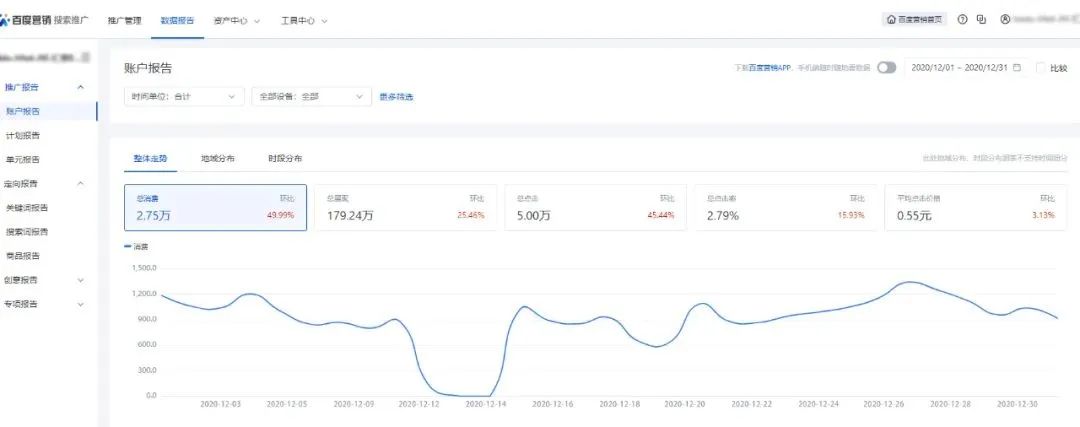 百度营销 搜索推广 推广管理 数据报告 资产中心 工具中心 百度营销首页
推广报告
账户报告
计划报告
单元报告
定向报告
关键词报告
搜索词报告
商品报告
创意报告
专项报告
账户报告
下载百度营销APP，手机端随时随地看数据 2020/12/01 ~ 2020/12/31 比较
时间单位：合计 全部设备：全部 更多筛选
整体走势 地域分布 时段分布
总消费 环比
2.75万 49.99%
总展现 环比
179.24万 25.46%
总点击 环比
5.00万 45.44%
总点击率 环比
2.79% 15.93%
平均点击价格 环比
0.55元 3.13%
消费
1,500.0
1,200.0
900.0
600.0
300.0
0.0
2020-12-03 2020-12-05 2020-12-09 2020-12-12 2020-12-14 2020-12-16 2020-12-18 2020-12-20 2020-12-22 2020-12-24 2020-12-26 2020-12-28 2020-12-30